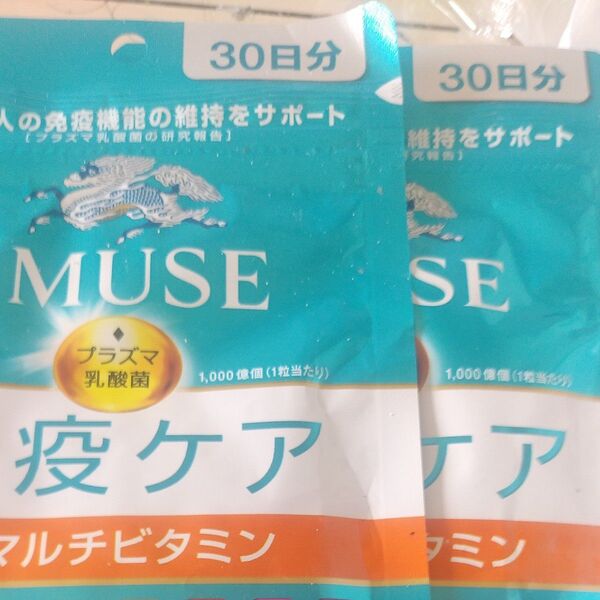 30日分
人の免疫機能の維持をサポート
[プラズマ乳酸菌の研究報告]
MUSE
プラズマ
乳酸菌
1,000億個(1粒当たり)
疫ケア
マルチビタミン
30日分
維持をサポート
究報告]
SE
1,000億個(1粒当たり)
ケア
タミン